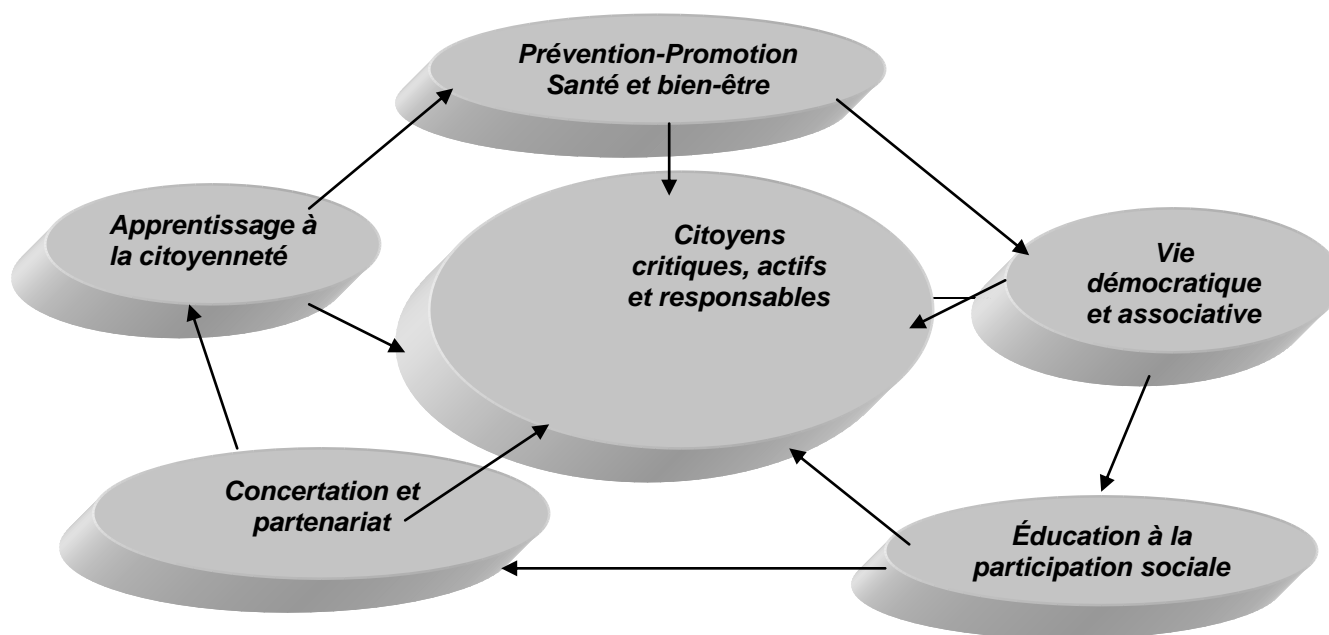 Prévention-Promotion
Santé et bien-être
Apprentissage à
la citoyenneté
Citoyens
critiques, actifs
et responsables
Vie
démocratique
et associative
Concertation et
partenariat
Éducation à la
participation sociale